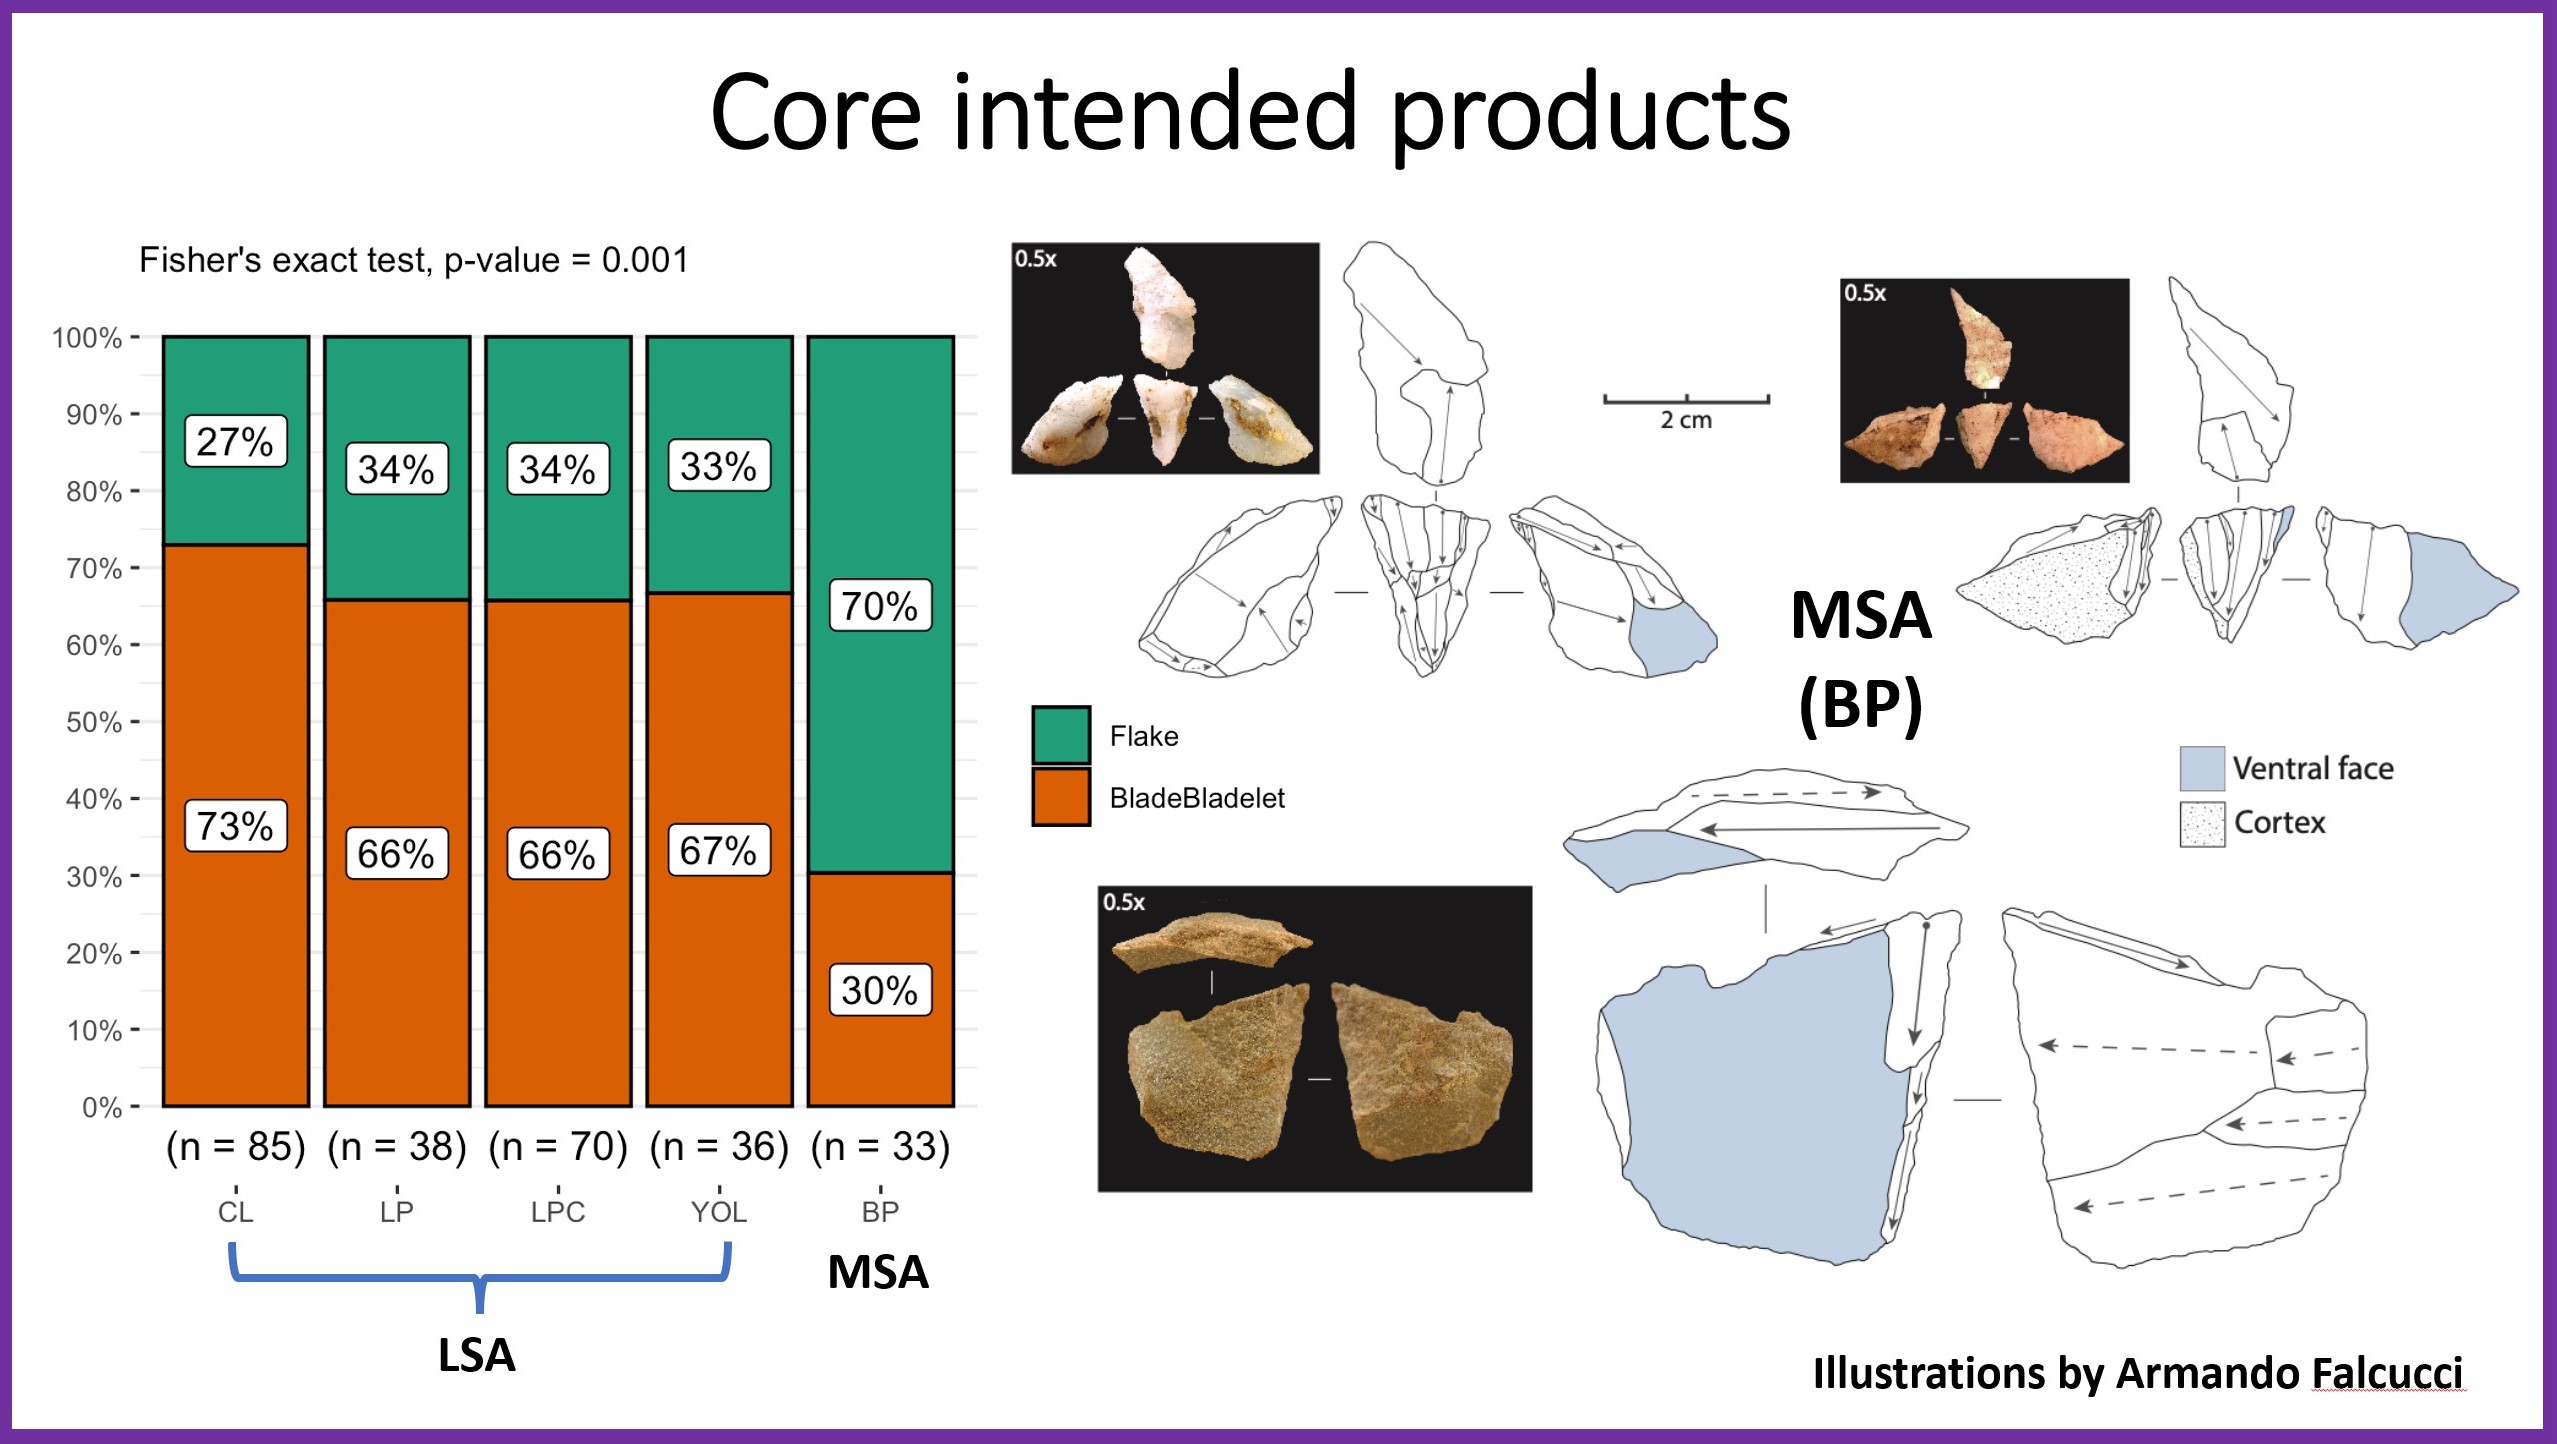 Core intended products
Fisher's exact test, p-value = 0.001
100%
90%
80%
70%
60%
50%
40%
30%
20%
10%
0%
27%
34%
34%
33%
70%
73%
66%
66%
67%
30%
(n = 85) (n = 38) (n = 70) (n = 36) (n = 33)
CL LP LPC YOL BP
LSA
MSA
Flake
BladeBladelet
0.5x
2 cm
0.5x
MSA
(BP)
Ventral face
Cortex
0.5x
Illustrations by Armando Falcucci